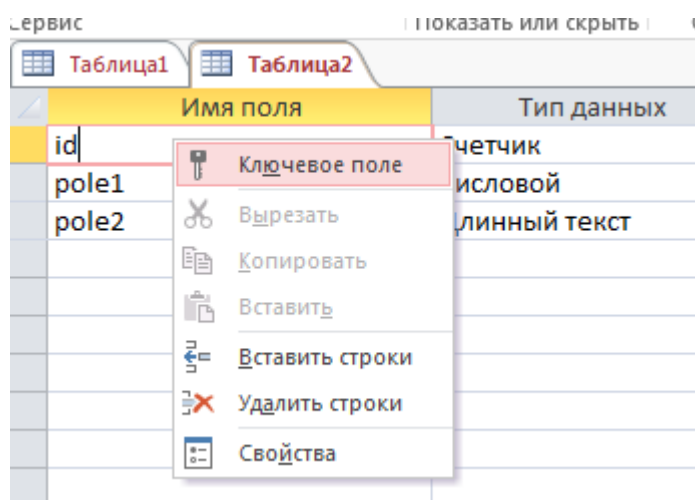 Сервис
Показать или скрыть
Таблица1 Таблица2
Имя поля Тип данных
id Счетчик
Ключевое поле
pole1 Числовой
Вырезать
pole2 Длинный текст
Копировать
Вставить
Вставить строки
Удалить строки
Свойства